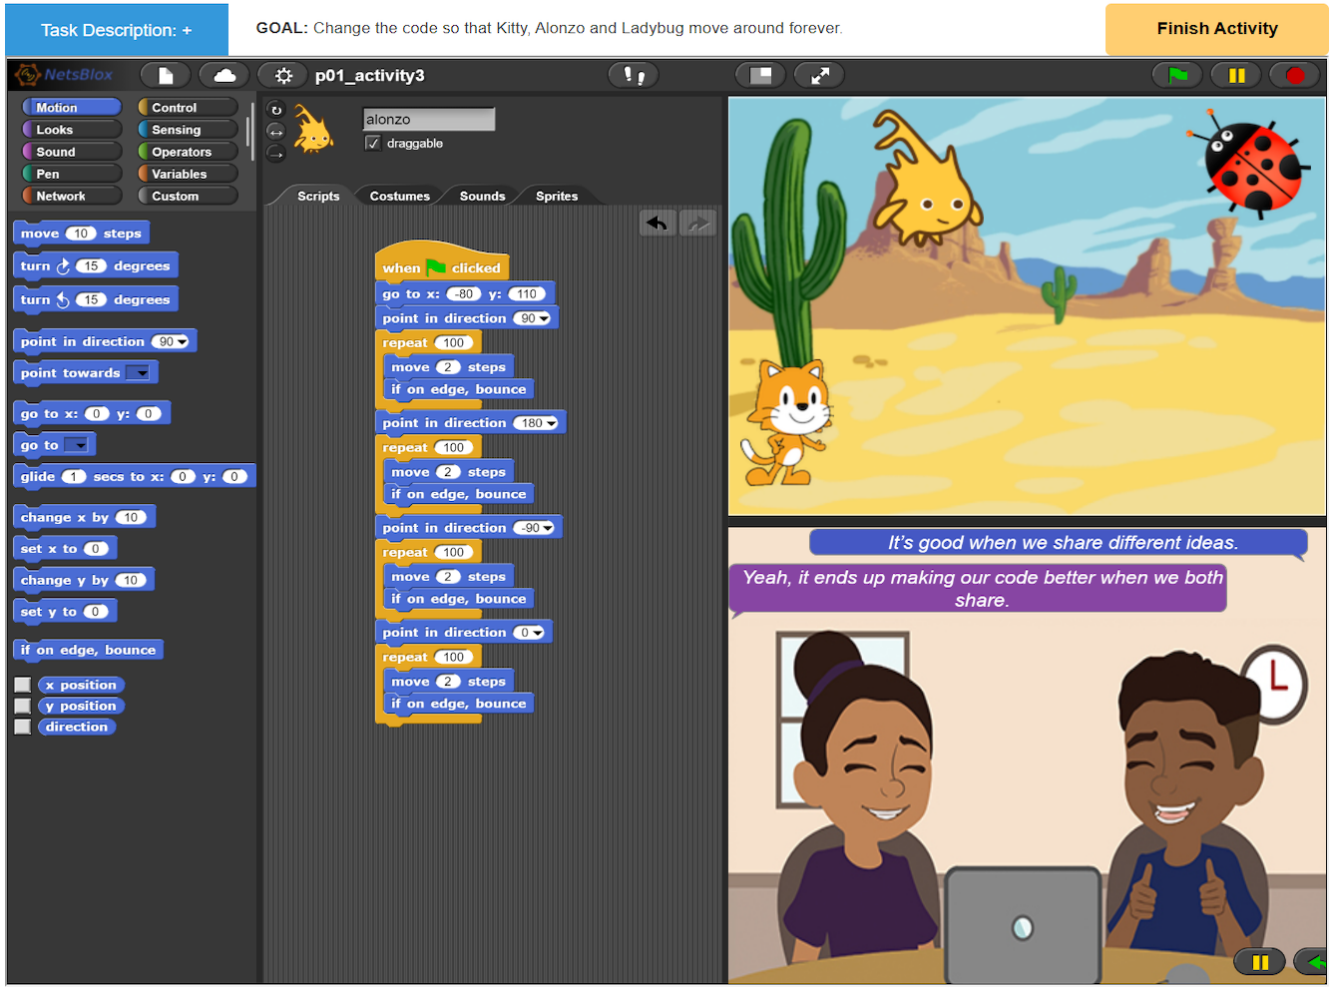 Task Description: +
GOAL: Change the code so that Kitty, Alonzo and Ladybug move around forever.
Finish Activity
NetsBlox
p01_activity3
Motion
Control
Looks
Sensing
Sound
Operators
Pen
Variables
Network
Custom
alonzo
draggable
Scripts
Costumes
Sounds
Sprites
move 10 steps
turn 15 degrees
turn 15 degrees
point in direction 90
point towards
go to x: 0 y: 0
go to
glide 1 secs to x: 0 y: 0
change x by 10
set x to 0
change y by 10
set y to 0
if on edge, bounce
x position
y position
direction
when clicked
go to x: -80 y: 110
point in direction 90
repeat 100
move 2 steps
if on edge, bounce
point in direction 180
repeat 100
move 2 steps
if on edge, bounce
point in direction -90
repeat 100
move 2 steps
if on edge, bounce
point in direction 0
repeat 100
move 2 steps
if on edge, bounce
It's good when we share different ideas.
Yeah, it ends up making our code better when we both
share.